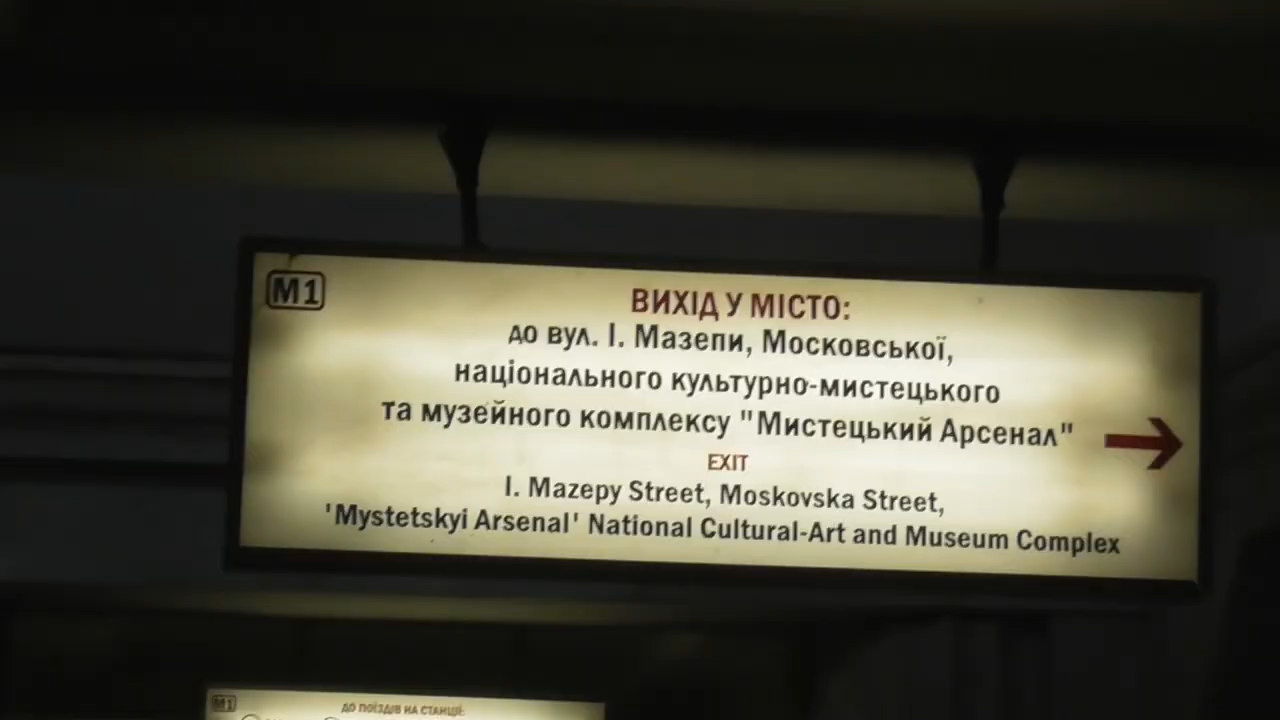 M1
ВИХІД У МІСТО:
до вул. І. Мазепи, Московської,
національного культурно-мистецького
та музейного комплексу "Мистецький Арсенал"
EXIT
I. Mazepy Street, Moskovska Street,
'Mystetskyi Arsenal' National Cultural-Art and Museum Complex
M1
ДО ПОЇЗДІВ НА СТАНЦІЇ: